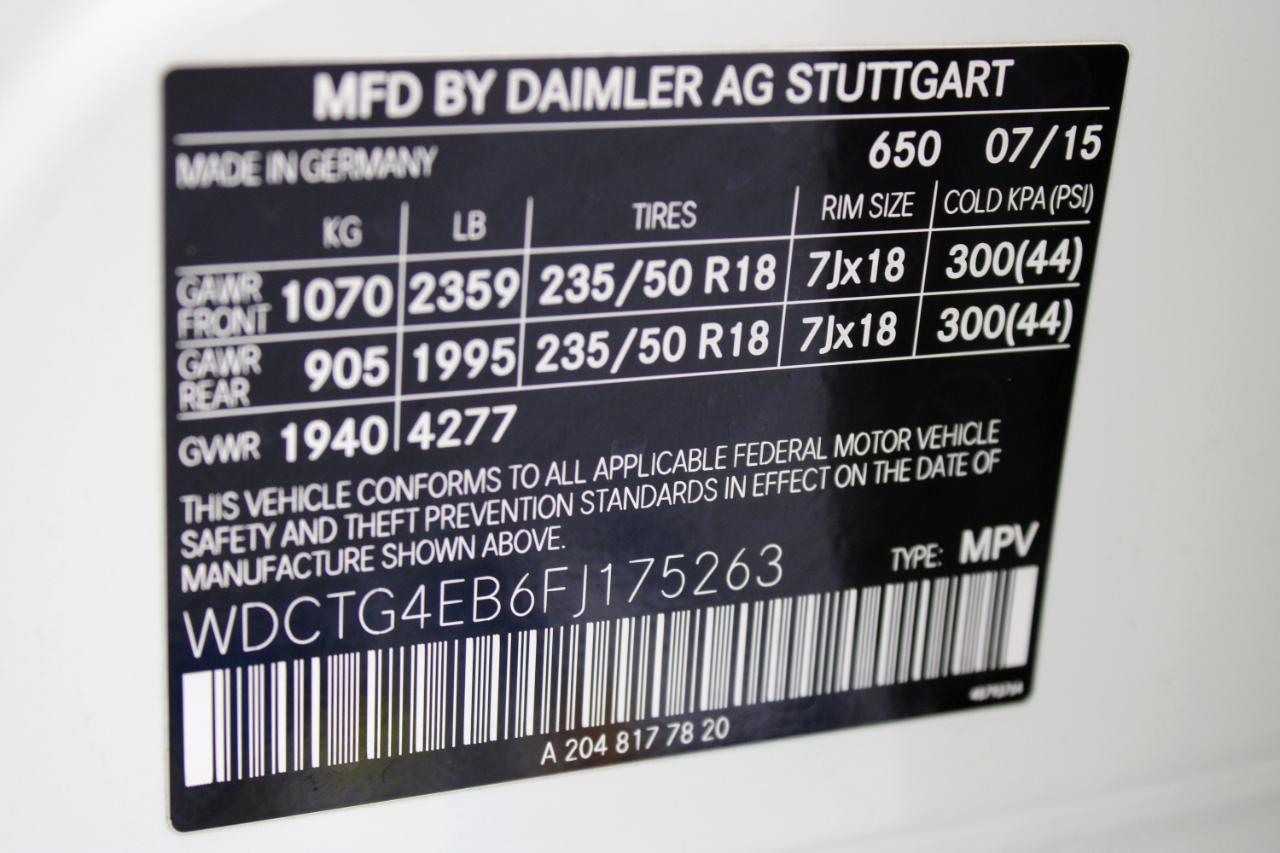 MFD BY DAIMLER AG STUTTGART
MADE IN GERMANY 650 07/15
KG LB TIRES RIM SIZE COLD KPA (PSI)
GAWR FRONT 1070 2359 235/50 R18 7Jx18 300(44)
GAWR REAR 905 1995 235/50 R18 7Jx18 300(44)
GVWR 1940 4277
THIS VEHICLE CONFORMS TO ALL APPLICABLE FEDERAL MOTOR VEHICLE
SAFETY AND THEFT PREVENTION STANDARDS IN EFFECT ON THE DATE OF
MANUFACTURE SHOWN ABOVE.
WDCTG4EB6FJ175263 TYPE: MPV
A 204 817 78 20